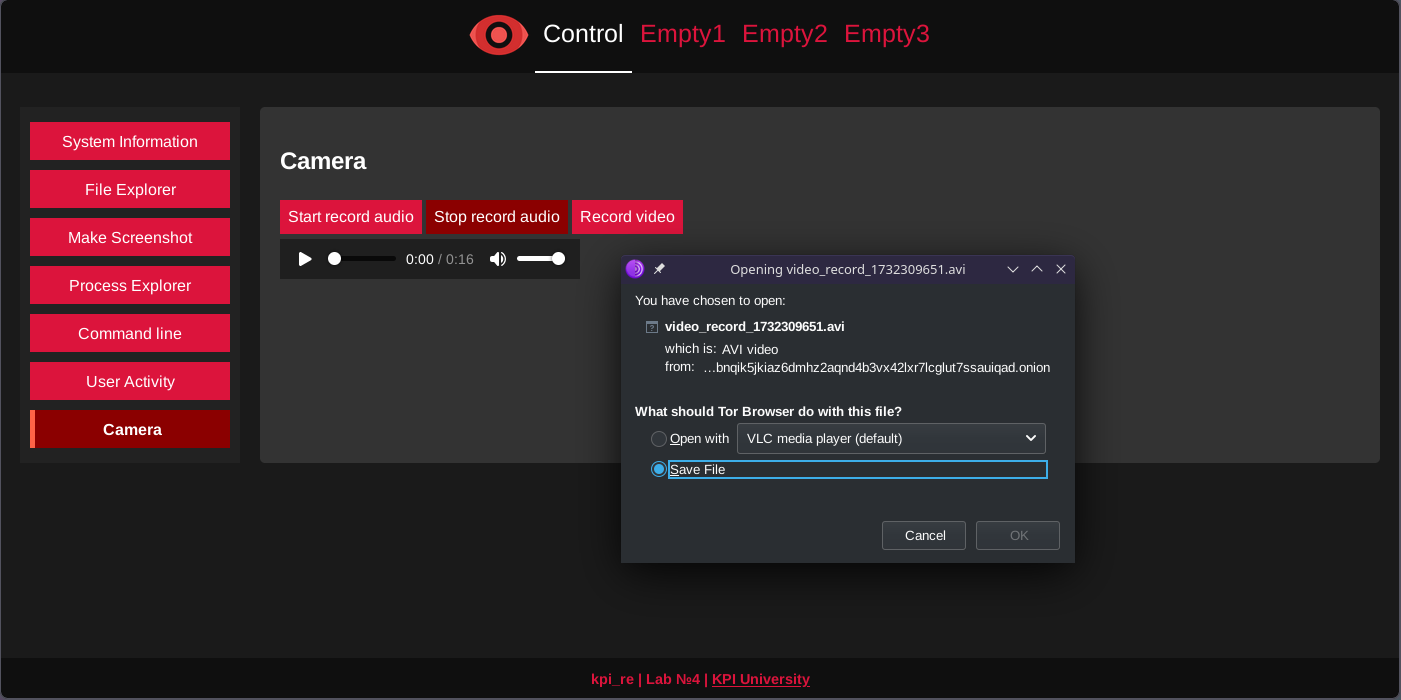 Control Empty1 Empty2 Empty3
System Information
File Explorer
Make Screenshot
Process Explorer
Command line
User Activity
Camera
Camera
Start record audio Stop record audio Record video
0:00 / 0:16
Opening video_record_1732309651.avi
You have chosen to open:
video_record_1732309651.avi
which is: AVI video
from: …bnqik5jkiaz6dmhz2aqnd4b3vx42lxr7lcglut7ssauiqad.onion
What should Tor Browser do with this file?
Open with VLC media player (default)
Save File
Cancel OK
kpi_re | Lab №4 | KPI University